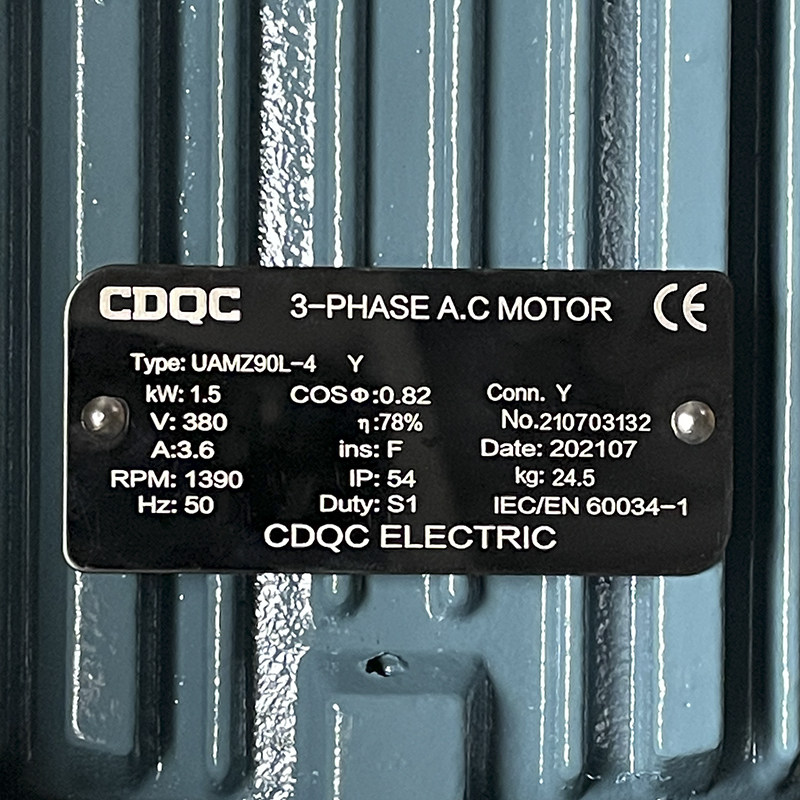 CDQC 3-PHASE A.C MOTOR CE
Type: UAMZ90L-4 Y
kW: 1.5 COSΦ:0.82 Conn. Y
V: 380 η:78% No.210703132
A:3.6 ins: F Date: 202107
RPM: 1390 IP: 54 kg: 24.5
Hz: 50 Duty: S1 IEC/EN 60034-1
CDQC ELECTRIC